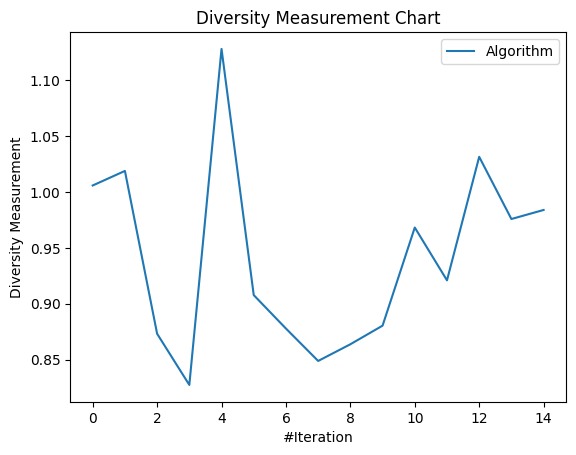 Diversity Measurement Chart
Algorithm
Diversity Measurement
1.10
1.05
1.00
0.95
0.90
0.85
0 2 4 6 8 10 12 14
#Iteration